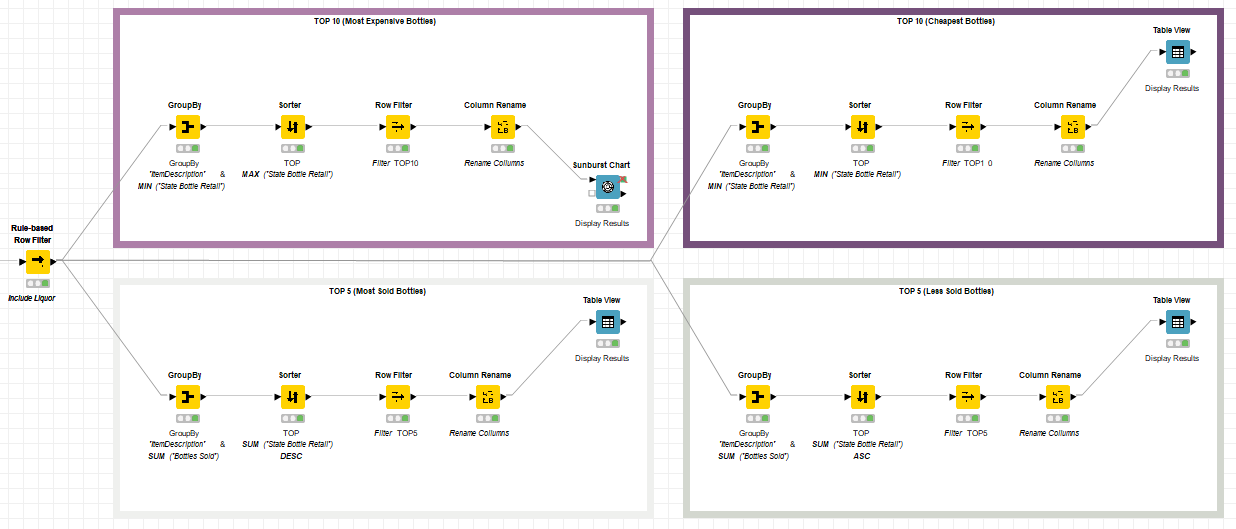 TOP 10 (Most Expensive Bottles)
GroupBy
Sorter
Row Filter
Column Rename
GroupBy
"ItemDescription" &
MIN ("State Bottle Retail")
TOP
MAX ("State Bottle Retail")
Filter TOP10
Rename Collumns
Sunburst Chart
Display Results
TOP 10 (Cheapest Bottles)
Table View
Display Results
GroupBy
Sorter
Row Filter
Column Rename
GroupBy
"ItemDescription" &
MIN ("State Bottle Retail")
TOP
MIN ("State Bottle Retail")
Filter TOP1 0
Rename Collumns
Rule-based
Row Filter
Include Liquor
TOP 5 (Most Sold Bottles)
Table View
Display Results
GroupBy
Sorter
Row Filter
Column Rename
GroupBy
"ItemDescription" &
SUM ("Bottles Sold")
TOP
SUM ("State Bottle Retail")
DESC
Filter TOP5
Rename Collumns
TOP 5 (Less Sold Bottles)
Table View
Display Results
GroupBy
Sorter
Row Filter
Column Rename
GroupBy
"ItemDescription" &
SUM ("Bottles Sold")
TOP
SUM ("State Bottle Retail")
ASC
Filter TOP5
Rename Collumns